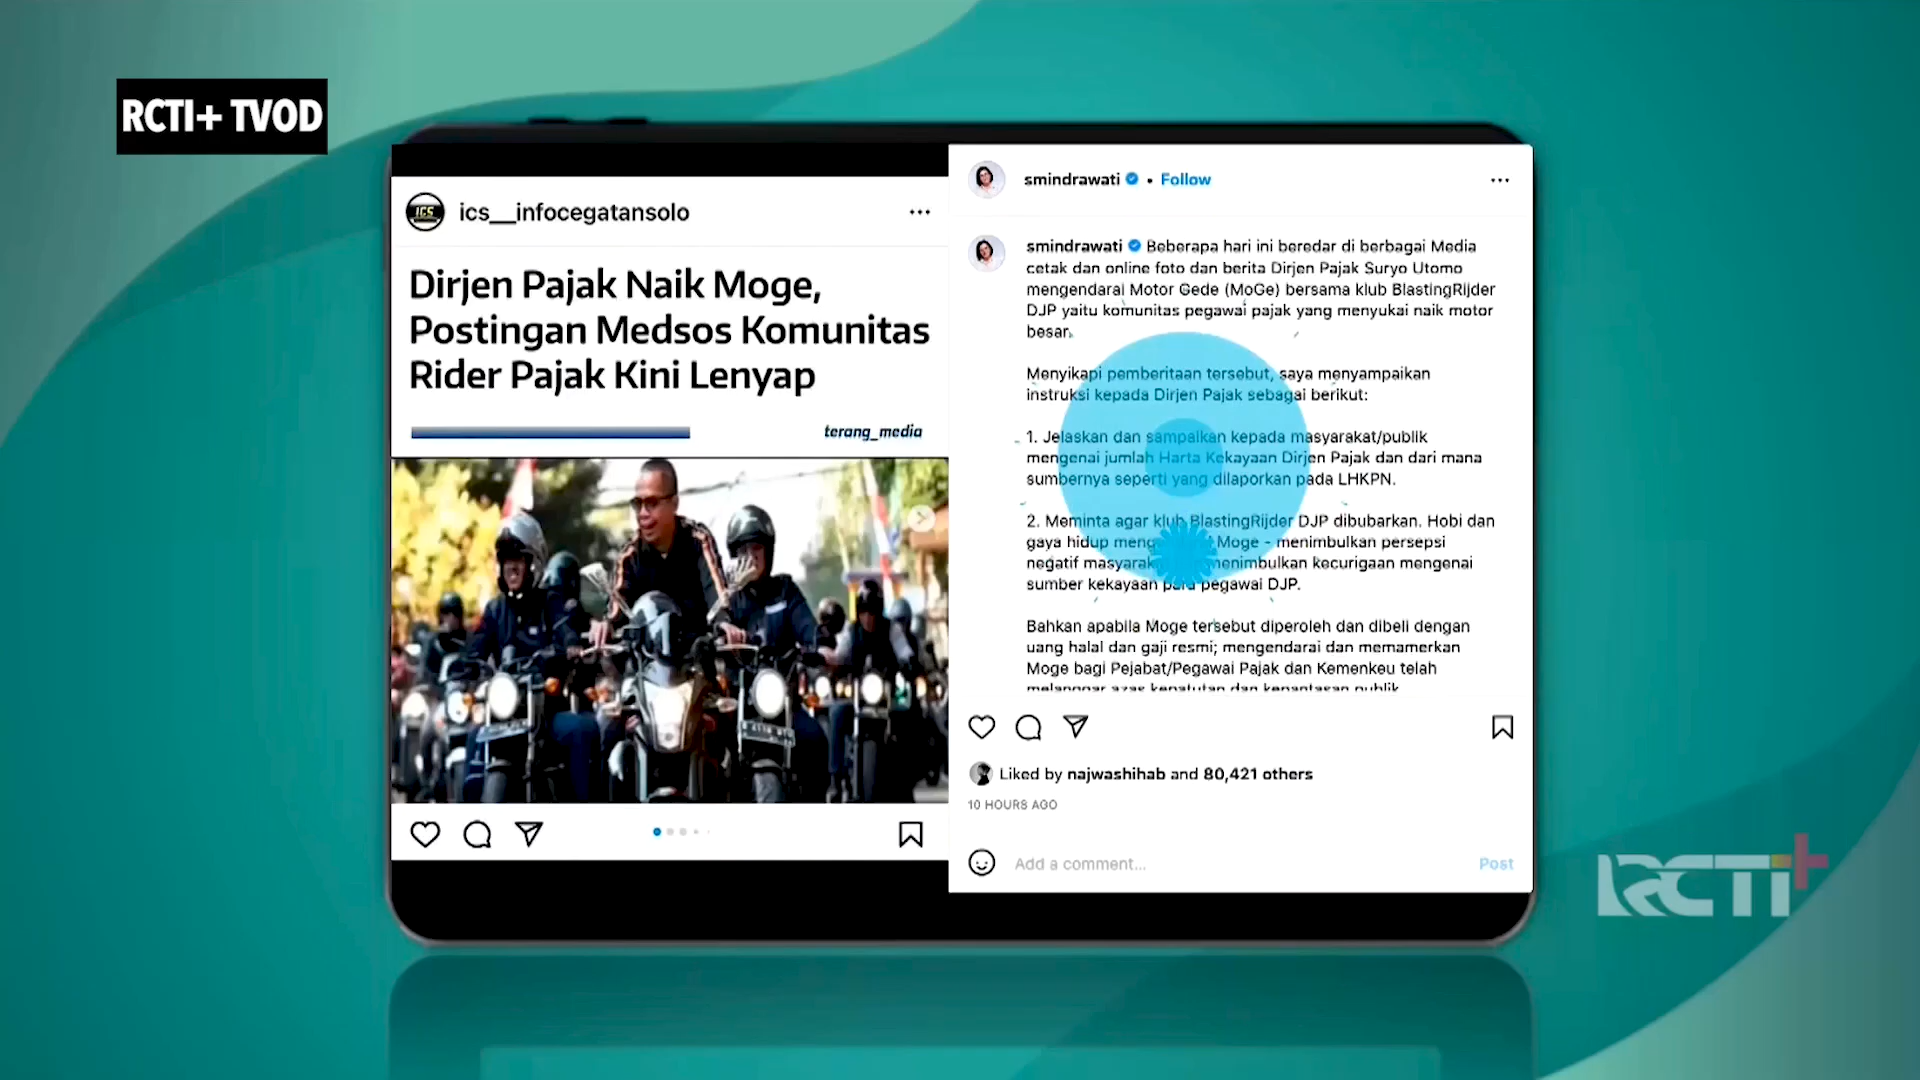 RCTI+ TVOD
ics__infocegatansolo
Dirjen Pajak Naik Moge,
Postingan Medsos Komunitas
Rider Pajak Kini Lenyap
terang_media
smindrawati • Follow
smindrawati Beberapa hari ini beredar di berbagai Media
cetak dan online foto dan berita Dirjen Pajak Suryo Utomo
mengendarai Motor Gede (MoGe) bersama klub BlastingRijder
DJP yaitu komunitas pegawai pajak yang menyukai naik motor
besar.
Menyikapi pemberitaan tersebut, saya menyampaikan
instruksi kepada Dirjen Pajak sebagai berikut:
1. Jelaskan dan sampaikan kepada masyarakat/publik
mengenai jumlah Harta Kekayaan Dirjen Pajak dan dari mana
sumbernya seperti yang dilaporkan pada LHKPN.
2. Meminta agar klub BlastingRijder DJP dibubarkan. Hobi dan
gaya hidup Moge - menimbulkan persepsi
negatif menimbulkan kecurigaan mengenai
sumber kekayaan para pegawai DJP.
Bahkan apabila Moge tersebut diperoleh dan dibeli dengan
uang halal dan gaji resmi; mengendarai dan memamerkan
Moge bagi Pejabat/Pegawai Pajak dan Kemenkeu telah
melanggar azas kepatutan dan kepantasan publik.
Liked by najwashihab and 80,421 others
10 HOURS AGO
Add a comment... Post
RCTI+